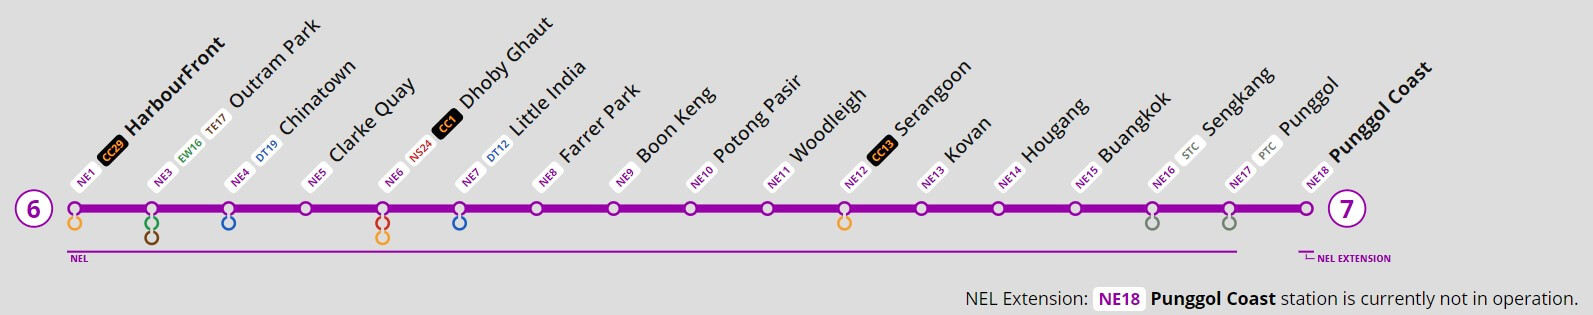 6
NE1 CC29 HarbourFront
NE3 EW16 TE17 Outram Park
NE4 DT19 Chinatown
NE5 Clarke Quay
NE6 NS24 CC1 Dhoby Ghaut
NE7 DT12 Little India
NE8 Farrer Park
NE9 Boon Keng
NE10 Potong Pasir
NE11 Woodleigh
NE12 CC13 Serangoon
NE13 Kovan
NE14 Hougang
NE15 Buangkok
NE16 STC Sengkang
NE17 PTC Punggol
NE18 Punggol Coast
7
NEL
NEL EXTENSION
NEL Extension: NE18 Punggol Coast station is currently not in operation.